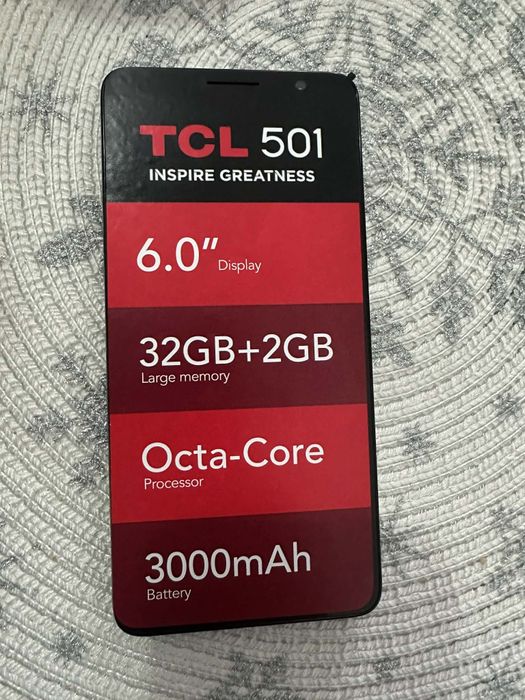 TCL 501
INSPIRE GREATNESS
6.0” Display
32GB+2GB
Large memory
Octa-Core
Processor
3000mAh
Battery